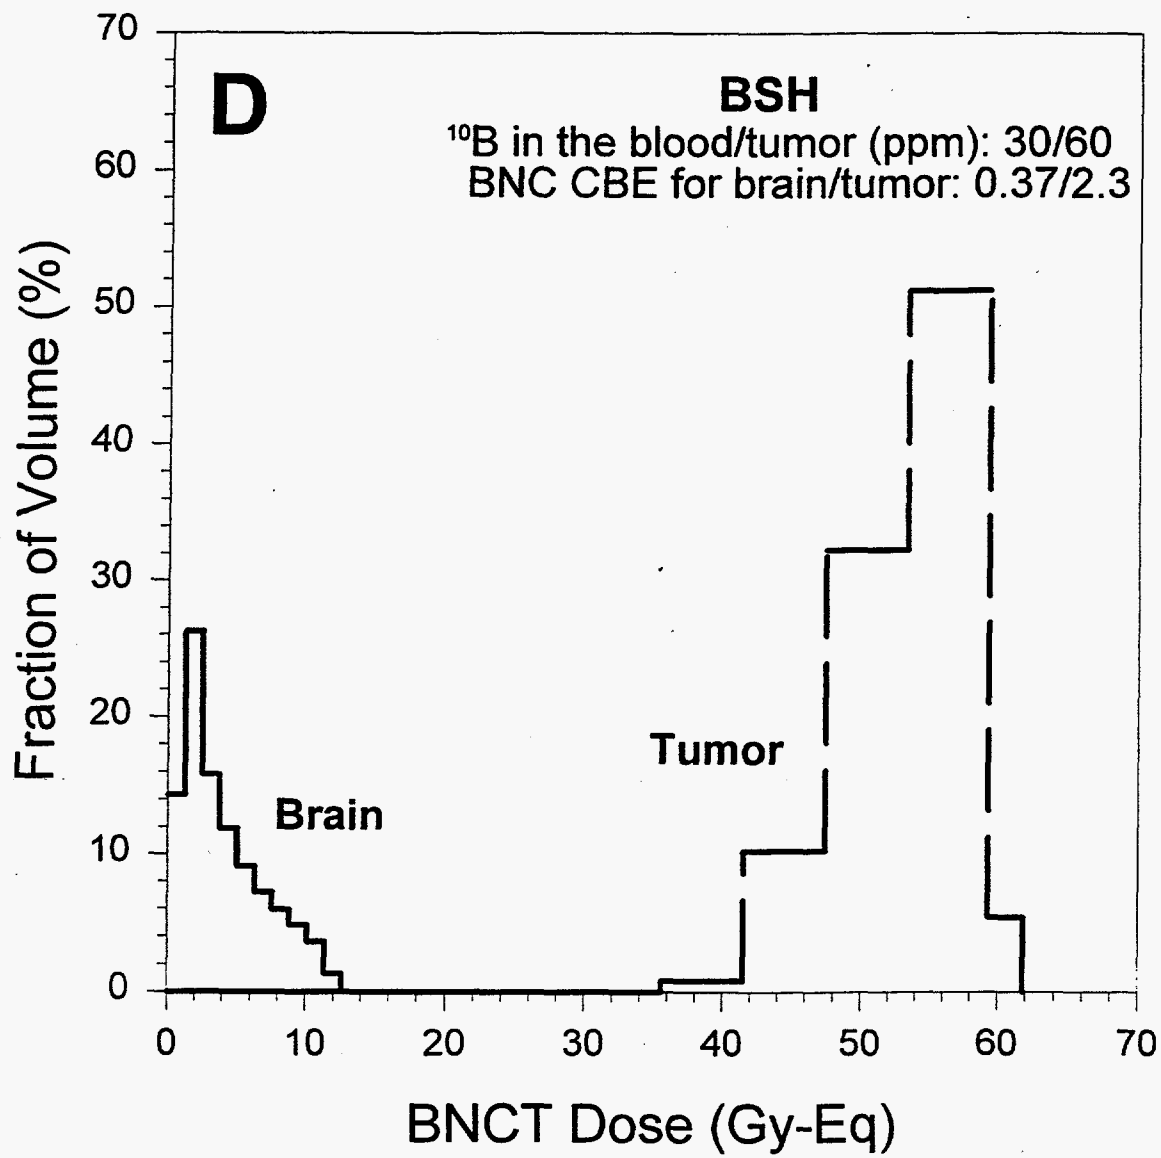 70
D
BSH
¹⁰B in the blood/tumor (ppm): 30/60
60
BNC CBE for brain/tumor: 0.37/2.3
50
40
30
20
10
0
Fraction of Volume (%)
Tumor
Brain
0 10 20 30 40 50 60 70
BNCT Dose (Gy-Eq)